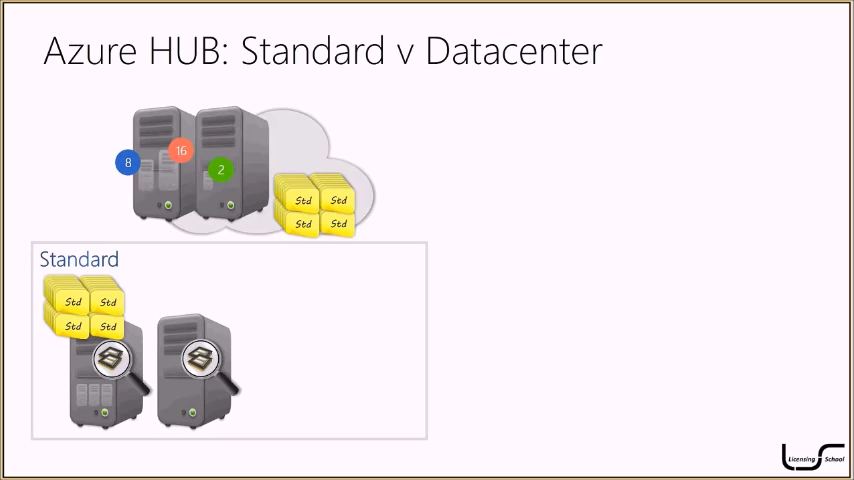 Azure HUB: Standard v Datacenter
8
16
2
Std Std
Std Std
Standard
Std Std
Std Std
Licensing School